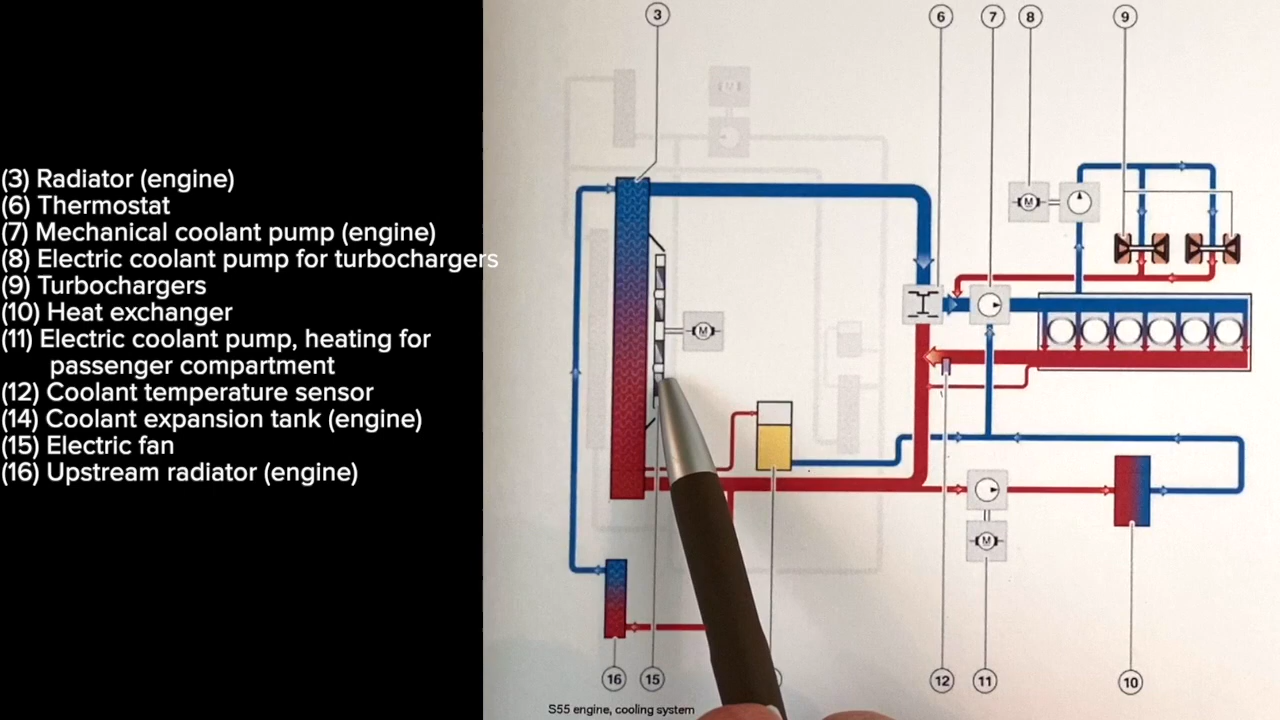 (3) Radiator (engine)
(6) Thermostat
(7) Mechanical coolant pump (engine)
(8) Electric coolant pump for turbochargers
(9) Turbochargers
(10) Heat exchanger
(11) Electric coolant pump, heating for
passenger compartment
(12) Coolant temperature sensor
(14) Coolant expansion tank (engine)
(15) Electric fan
(16) Upstream radiator (engine)
3
6
7
8
9
M
M
M
M
16
15
12
11
10
S55 engine, cooling system